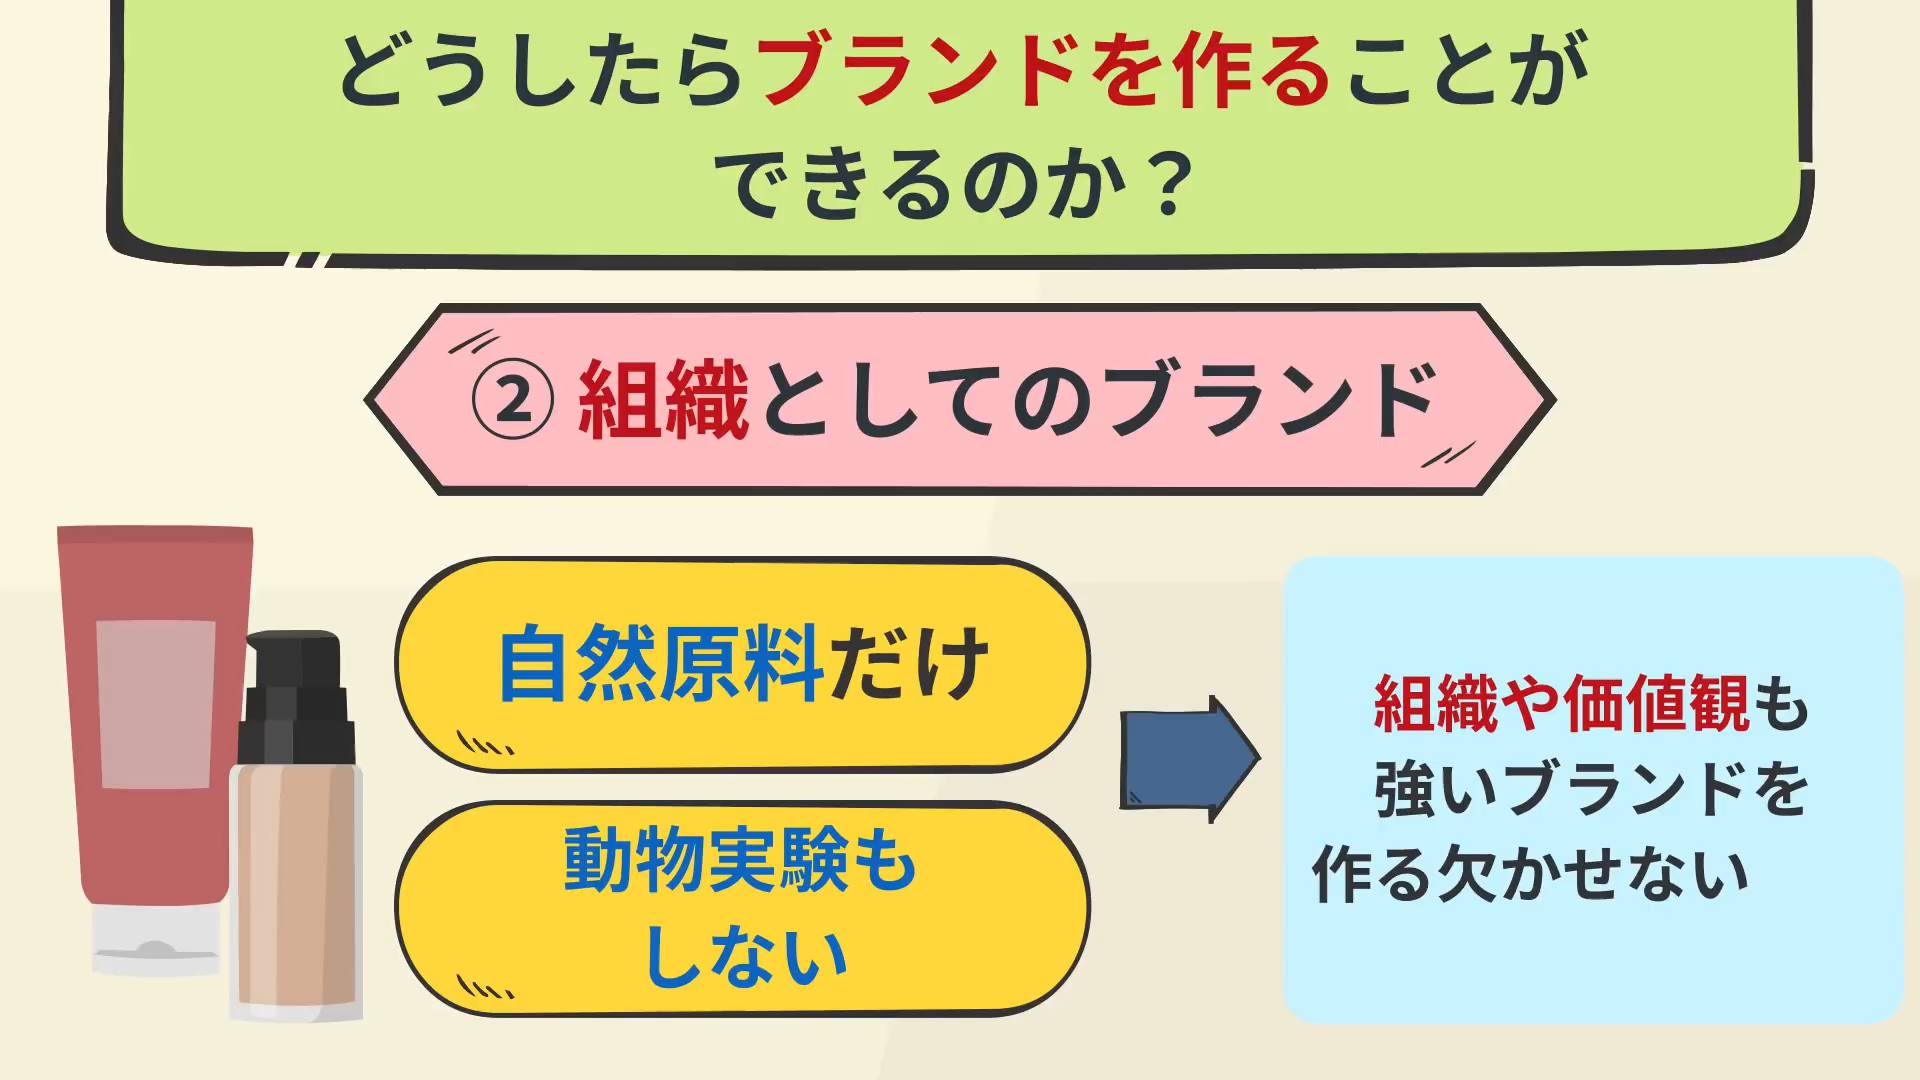 どうしたらブランドを作ることが
できるのか？
② 組織としてのブランド
自然原料だけ
動物実験も
しない
組織や価値観も
強いブランドを
作る欠かせない